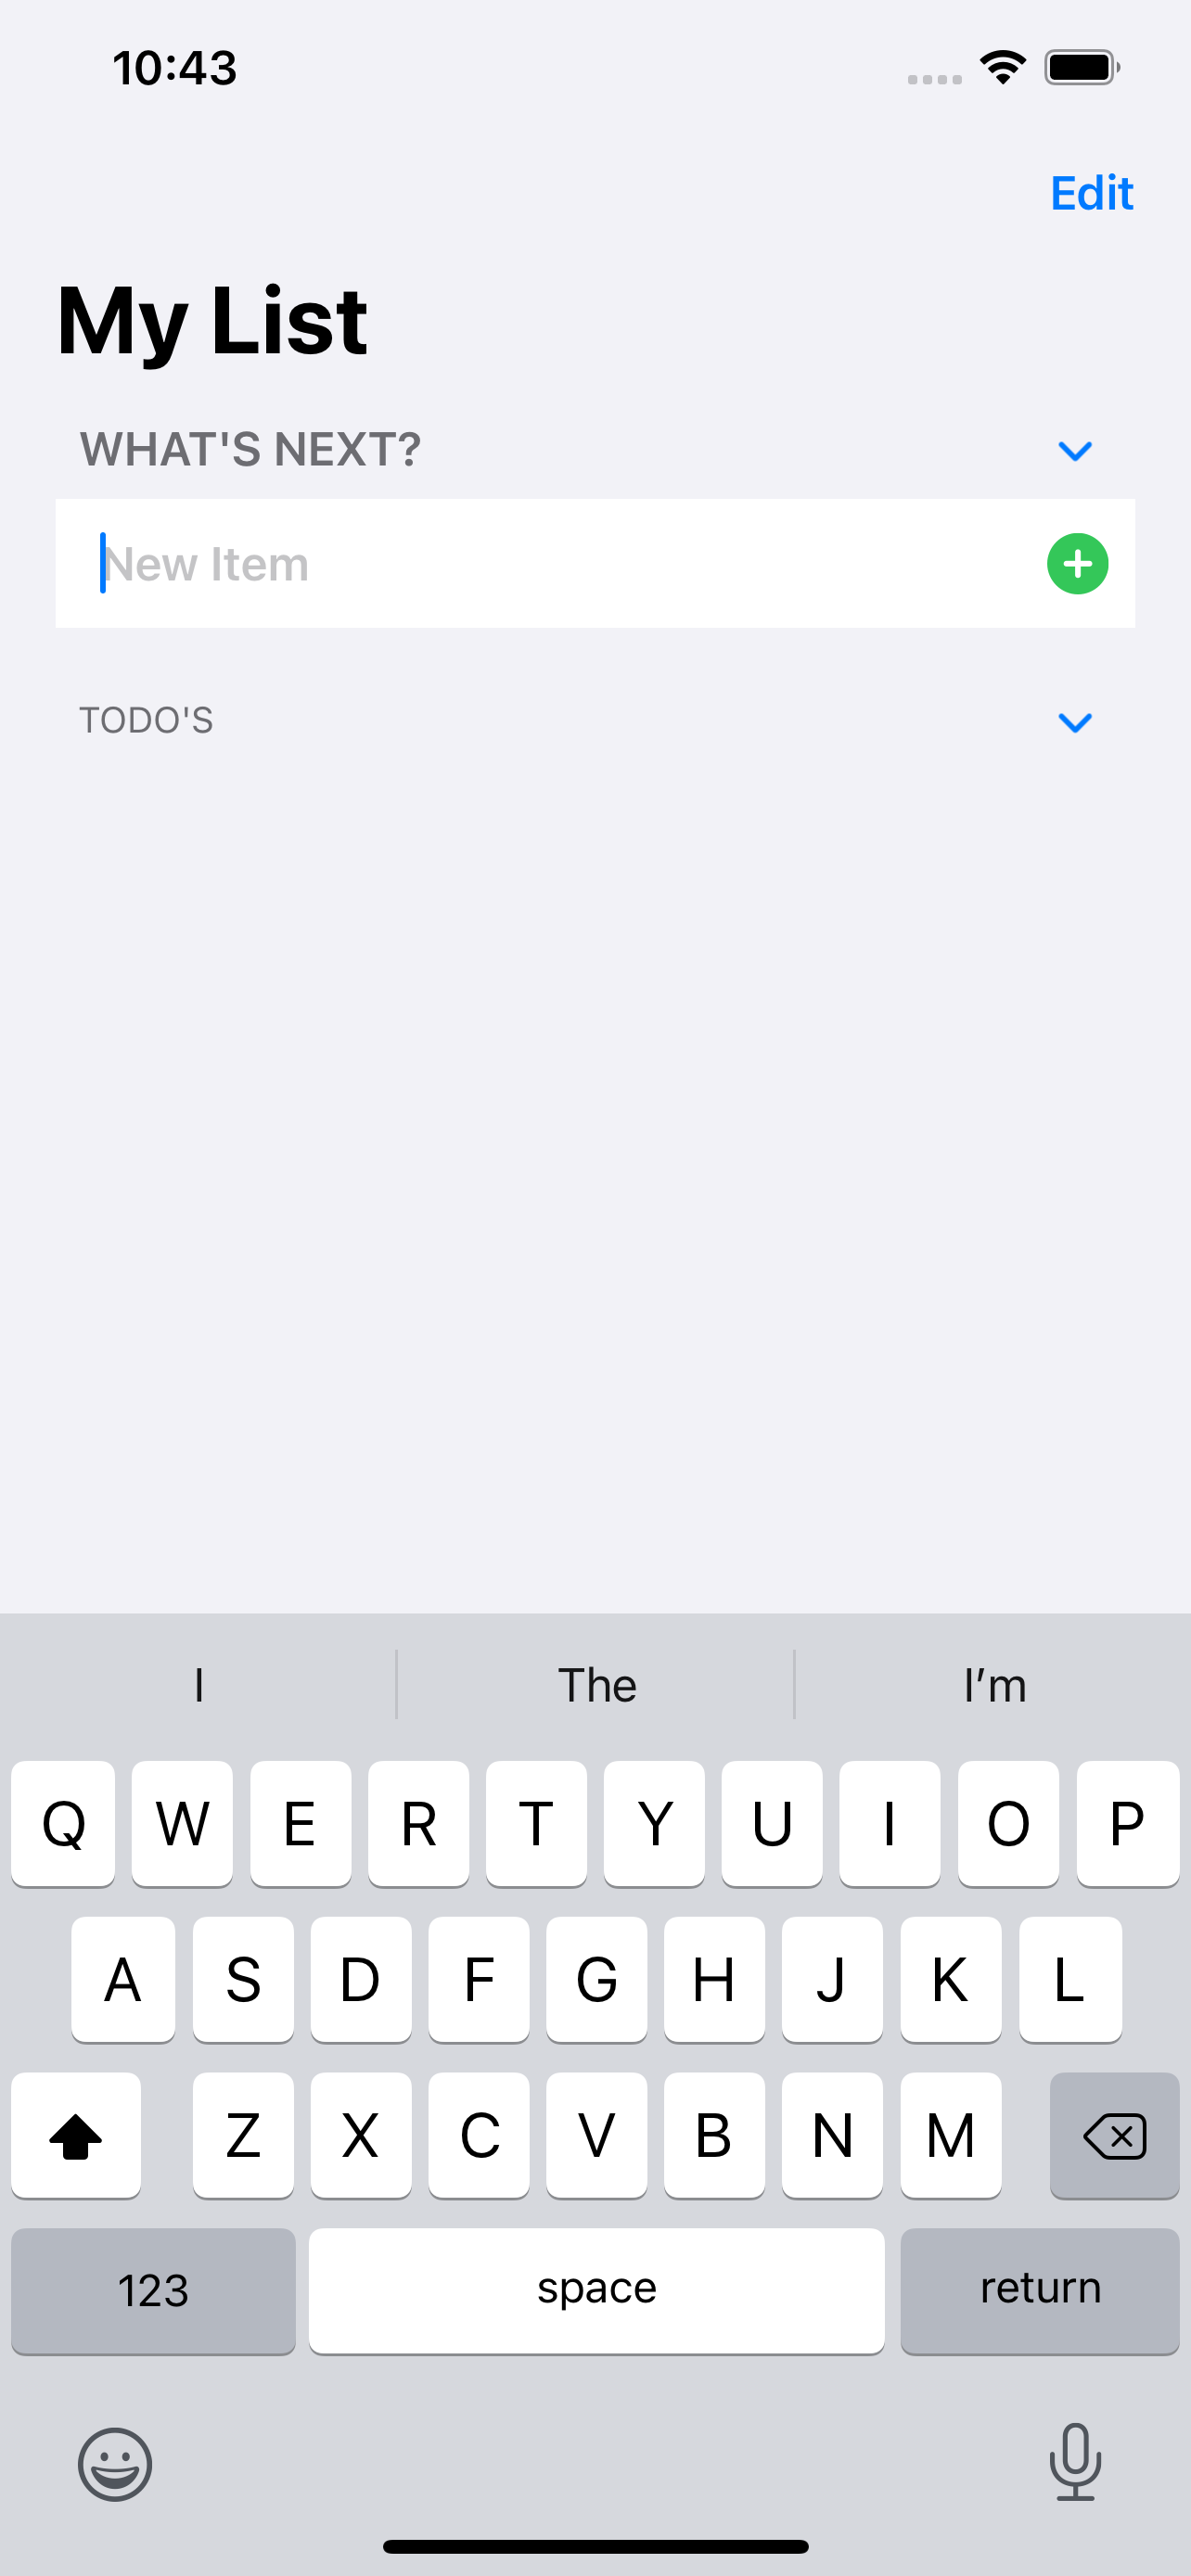 10:43
Edit
My List
WHAT'S NEXT?
New Item
TODO'S
I The I’m
Q W E R T Y U I O P
A S D F G H J K L
Z X C V B N M
123 space return